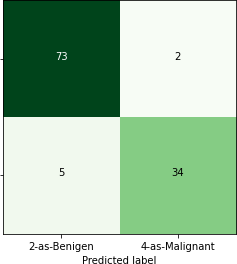 73 2
5 34
2-as-Benigen 4-as-Malignant
Predicted label